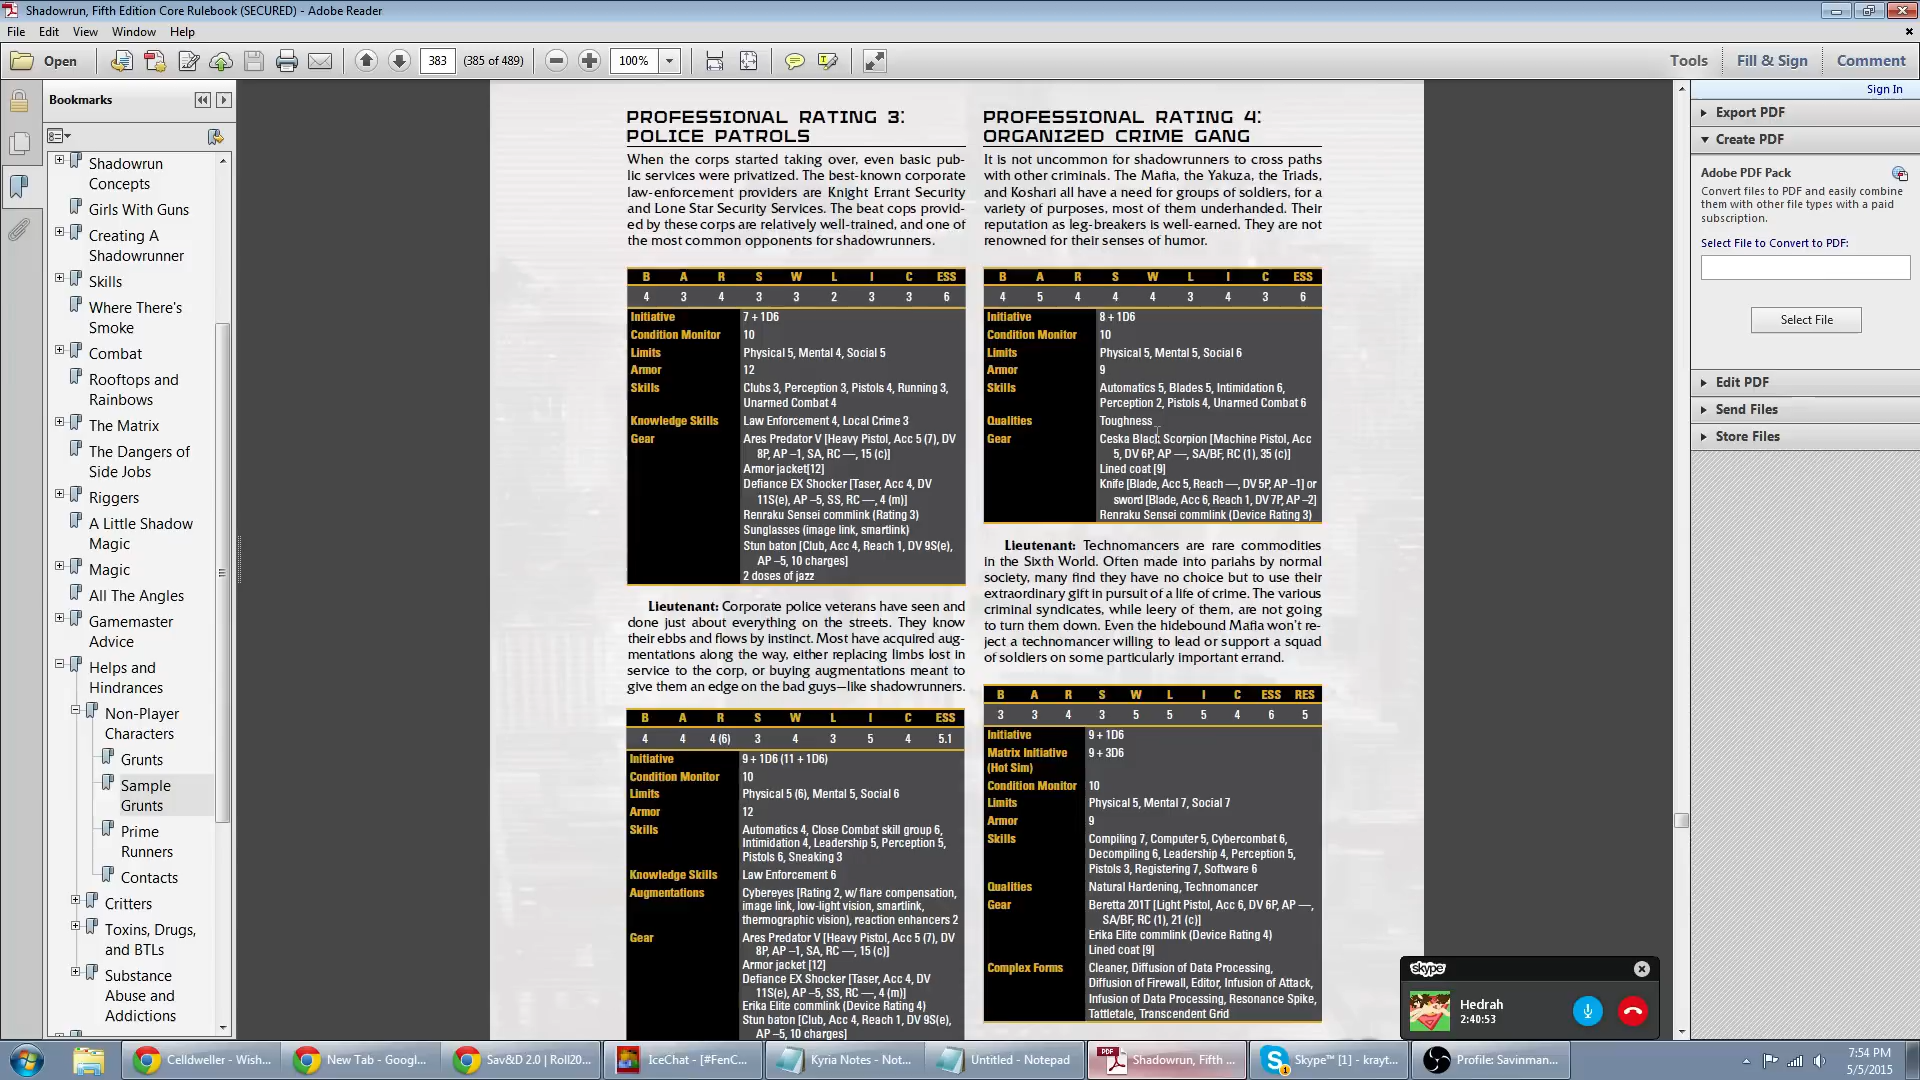 Shadowrun, Fifth Edition Core Rulebook (SECURED) - Adobe Reader
File Edit View Window Help
Open 383 (385 of 489) 100% Tools Fill & Sign Comment
Bookmarks
Shadowrun
Concepts
Girls With Guns
Creating A
Shadowrunner
Skills
Where There's
Smoke
Combat
Rooftops and
Rainbows
The Matrix
The Dangers of
Side Jobs
Riggers
A Little Shadow
Magic
Magic
All The Angles
Gamemaster
Advice
Helps and
Hindrances
Non-Player
Characters
Grunts
Sample
Grunts
Prime
Runners
Contacts
Critters
Toxins, Drugs,
and BTLs
Substance
Abuse and
Addictions
PROFESSIONAL RATING 3:
POLICE PATROLS
When the corps started taking over, even basic pub-
lic services were privatized. The best-known corporate
law-enforcement providers are Knight Errant Security
and Lone Star Security Services. The beat cops provid-
ed by these corps are relatively well-trained, and one of
the most common opponents for shadowrunners.
B A R S W L I C ESS
4 3 4 3 3 2 3 3 6
Initiative 7 + 1D6
Condition Monitor 10
Limits Physical 5, Mental 4, Social 5
Armor 12
Skills Clubs 3, Perception 3, Pistols 4, Running 3,
Unarmed Combat 4
Knowledge Skills Law Enforcement 4, Local Crime 3
Gear Ares Predator V [Heavy Pistol, Acc 5 (7), DV
8P, AP –1, SA, RC —, 15 (c)]
Armor jacket[12]
Defiance EX Shocker [Taser, Acc 4, DV
11S(e), AP –5, SS, RC —, 4 (m)]
Renraku Sensei commlink (Rating 3)
Sunglasses (image link, smartlink)
Stun baton [Club, Acc 4, Reach 1, DV 9S(e),
AP –5, 10 charges]
2 doses of jazz
Lieutenant: Corporate police veterans have seen and
done just about everything on the streets. They know
their ebbs and flows by instinct. Most have acquired aug-
mentations along the way, either replacing limbs lost in
service to the corp, or buying augmentations meant to
give them an edge on the bad guys—like shadowrunners.
B A R S W L I C ESS
4 4 4 (6) 3 4 3 5 4 5.1
Initiative 9 + 1D6 (11 + 1D6)
Condition Monitor 10
Limits Physical 5 (6), Mental 5, Social 6
Armor 12
Skills Automatics 4, Close Combat skill group 6,
Intimidation 4, Leadership 5, Perception 5,
Pistols 6, Sneaking 3
Knowledge Skills Law Enforcement 6
Augmentations Cybereyes [Rating 2, w/ flare compensation,
image link, low-light vision, smartlink,
thermographic vision), reaction enhancers 2
Gear Ares Predator V [Heavy Pistol, Acc 5 (7), DV
8P, AP –1, SA, RC —, 15 (c)]
Armor jacket [12]
Defiance EX Shocker [Taser, Acc 4, DV
11S(e), AP –5, SS, RC —, 4 (m)]
Erika Elite commlink (Device Rating 4)
Stun baton [Club, Acc 4, Reach 1, DV 9S(e),
AP –5, 10 charges]
PROFESSIONAL RATING 4:
ORGANIZED CRIME GANG
It is not uncommon for shadowrunners to cross paths
with other criminals. The Mafia, the Yakuza, the Triads,
and Koshari all have a need for groups of soldiers, for a
variety of purposes, most of them underhanded. Their
reputation as leg-breakers is well-earned. They are not
renowned for their senses of humor.
B A R S W L I C ESS
4 5 4 4 4 3 4 3 6
Initiative 8 + 1D6
Condition Monitor 10
Limits Physical 5, Mental 5, Social 6
Armor 9
Skills Automatics 5, Blades 5, Intimidation 6,
Perception 2, Pistols 4, Unarmed Combat 6
Qualities Toughness
Gear Ceska Black Scorpion [Machine Pistol, Acc
5, DV 6P, AP —, SA/BF, RC (1), 35 (c)]
Lined coat [9]
Knife [Blade, Acc 5, Reach —, DV 5P, AP –1] or
sword [Blade, Acc 6, Reach 1, DV 7P, AP –2]
Renraku Sensei commlink (Device Rating 3)
Lieutenant: Technomancers are rare commodities
in the Sixth World. Often made into pariahs by normal
society, many find they have no choice but to use their
extraordinary gift in pursuit of a life of crime. The various
criminal syndicates, while leery of them, are not going
to turn them down. Even the hidebound Mafia won't re-
ject a technomancer willing to lead or support a squad
of soldiers on some particularly important errand.
B A R S W L I C ESS RES
3 3 4 3 5 5 5 4 6 5
Initiative 9 + 1D6
Matrix Initiative 9 + 3D6
(Hot Sim)
Condition Monitor 10
Limits Physical 5, Mental 7, Social 7
Armor 9
Skills Compiling 7, Computer 5, Cybercombat 6,
Decompiling 6, Leadership 4, Perception 5,
Pistols 3, Registering 7, Software 6
Qualities Natural Hardening, Technomancer
Gear Beretta 201T [Light Pistol, Acc 6, DV 6P, AP —,
SA/BF, RC (1), 21 (c)]
Erika Elite commlink (Device Rating 4)
Lined coat [9]
Complex Forms Cleaner, Diffusion of Data Processing,
Diffusion of Firewall, Editor, Infusion of Attack,
Infusion of Data Processing, Resonance Spike,
Tattletale, Transcendent Grid
Sign In
Export PDF
Create PDF
Adobe PDF Pack
Convert files to PDF and easily combine
them with other file types with a paid
subscription.
Select File to Convert to PDF:
Select File
Edit PDF
Send Files
Store Files
skype
Hedrah
2:40:53
Celldweller - Wish... New Tab - Googl... Sav&D 2.0 | Roll20... IceChat - [#FenC... Kyria Notes - Not... Untitled - Notepad Shadowrun, Fifth ... Skype™ [1] - krayt... Profile: Savinman...
7:54 PM
5/5/2015